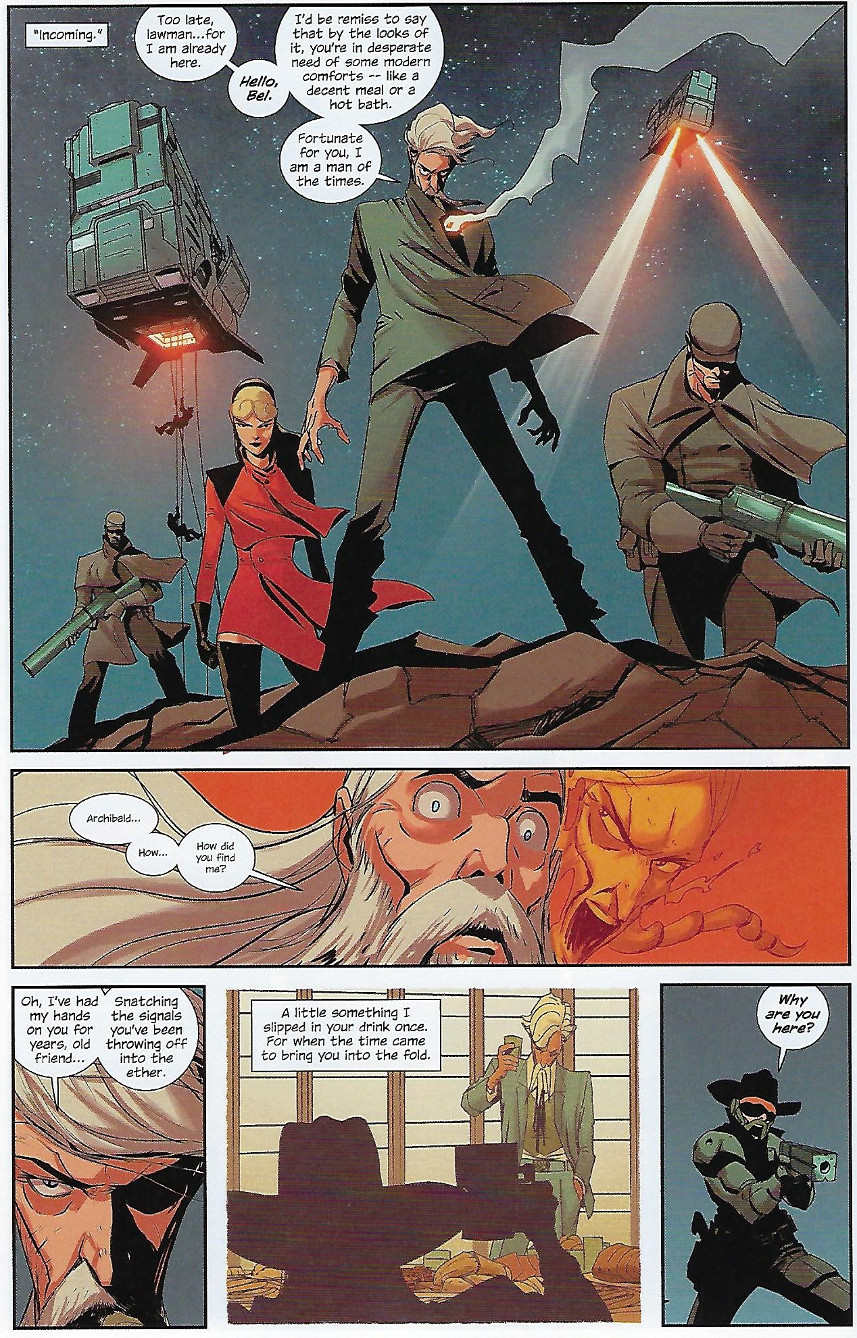 "Incoming."
Too late,
lawman...for
I am already
here.
Hello,
Bel.
I'd be remiss to say
that by the looks of
it, you're in desperate
need of some modern
comforts -- like a
decent meal or a
hot bath.
Fortunate
for you, I
am a man of
the times.
Archibald...
How...
How did
you find
me?
Oh, I've had
my hands
on you for
years, old
friend...
Snatching
the signals
you've been
throwing off
into the
ether.
A little something I
slipped in your drink once.
For when the time came
to bring you into the fold.
Why
are you
here?